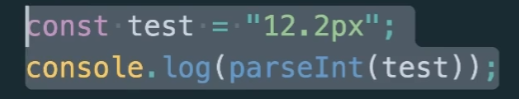 const test = "12.2px";
console.log(parseInt(test));